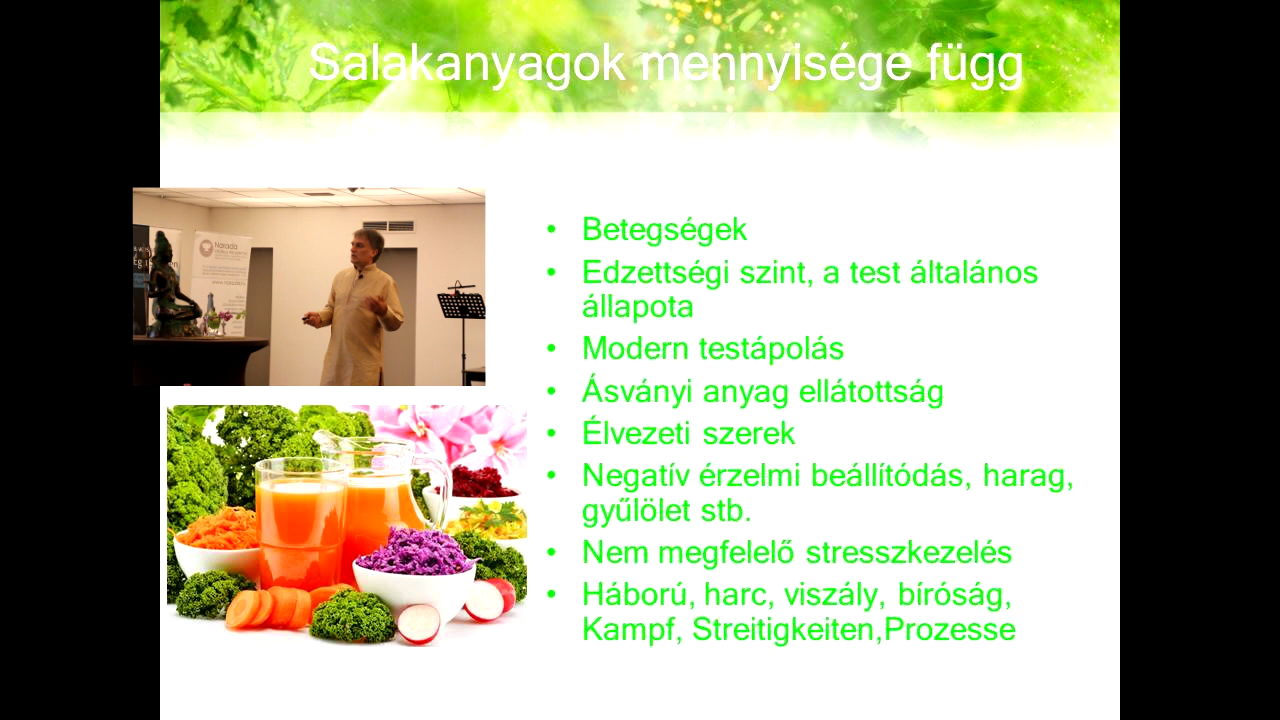 Salakanyagok mennyisége függ
Narada
• Betegségek
• Edzettségi szint, a test általános
állapota
• Modern testápolás
• Ásványi anyag ellátottság
• Élvezeti szerek
• Negatív érzelmi beállítódás, harag,
gyűlölet stb.
• Nem megfelelő stresszkezelés
• Háború, harc, viszály, bíróság,
Kampf, Streitigkeiten,Prozesse